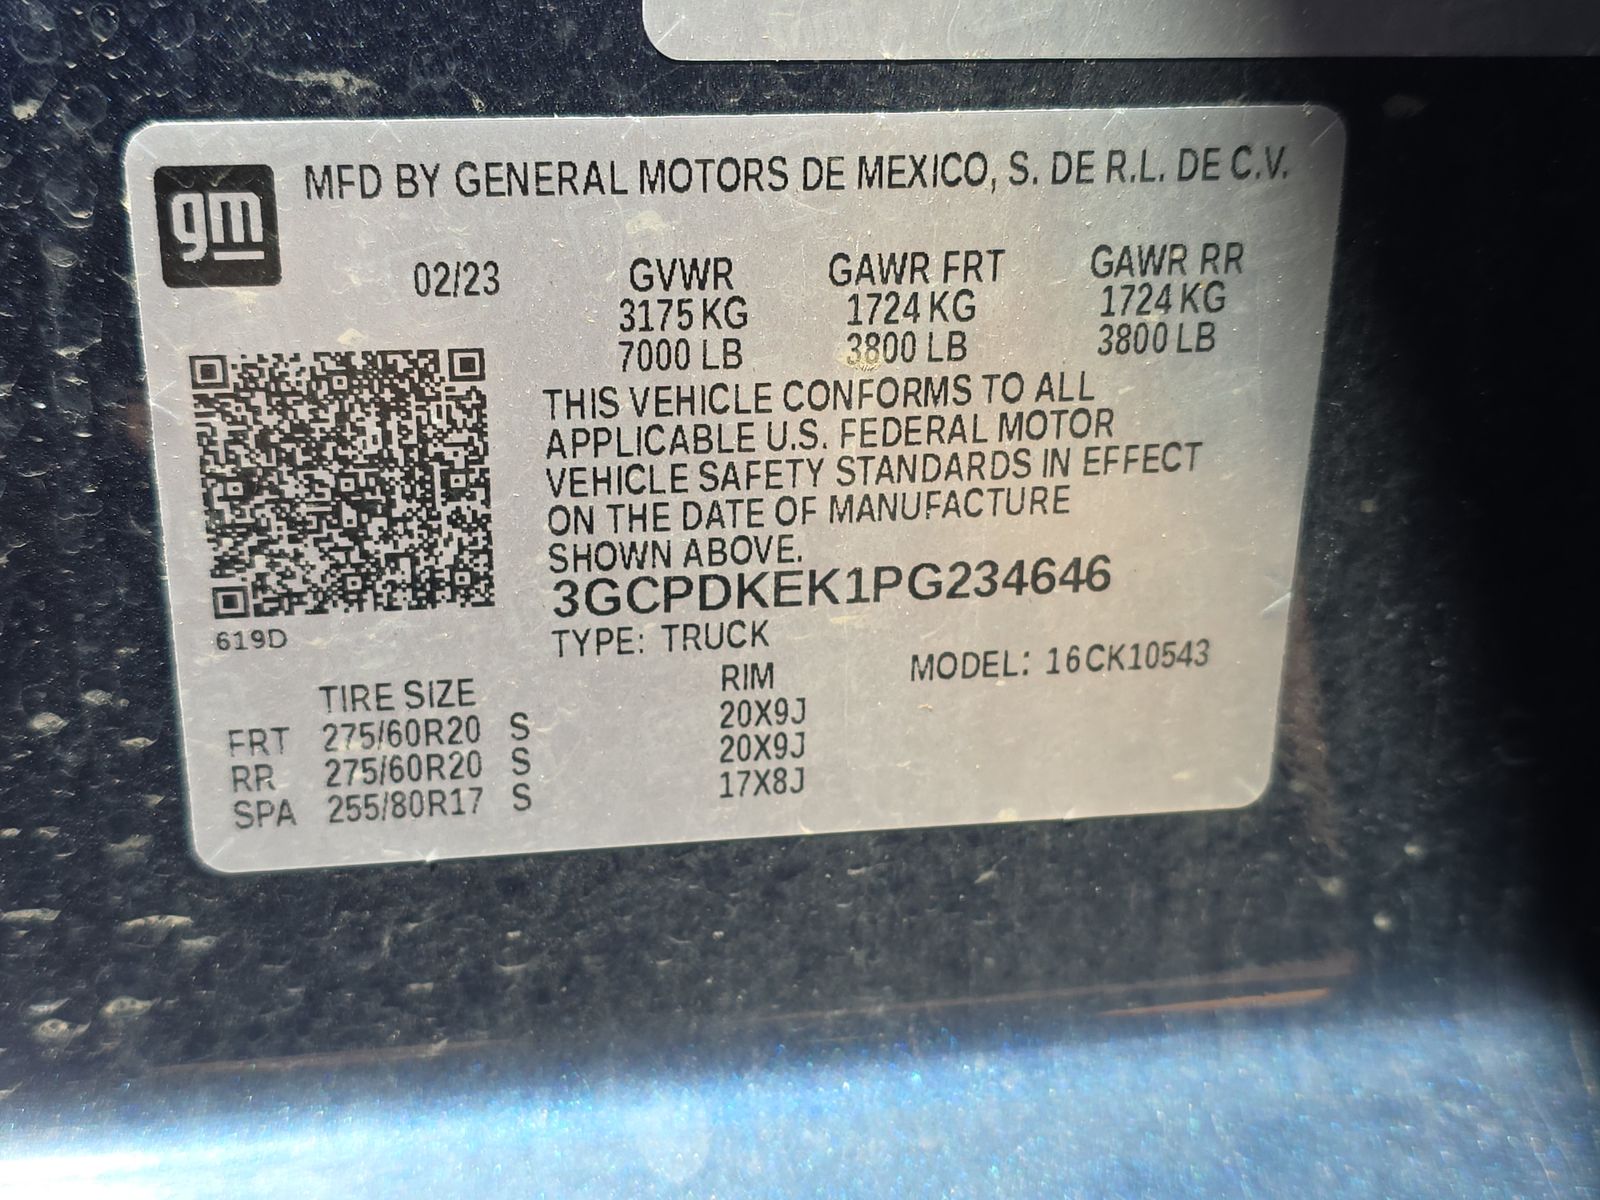 gm
MFD BY GENERAL MOTORS DE MEXICO, S. DE R.L. DE C.V.
02/23 GVWR GAWR FRT GAWR RR
3175 KG 1724 KG 1724 KG
7000 LB 3800 LB 3800 LB
THIS VEHICLE CONFORMS TO ALL
APPLICABLE U.S. FEDERAL MOTOR
VEHICLE SAFETY STANDARDS IN EFFECT
ON THE DATE OF MANUFACTURE
SHOWN ABOVE.
3GCPDKEK1PG234646
619D
TYPE: TRUCK
MODEL: 16CK10543
TIRE SIZE RIM
FRT 275/60R20 S 20X9J
RR 275/60R20 S 20X9J
SPA 255/80R17 S 17X8J